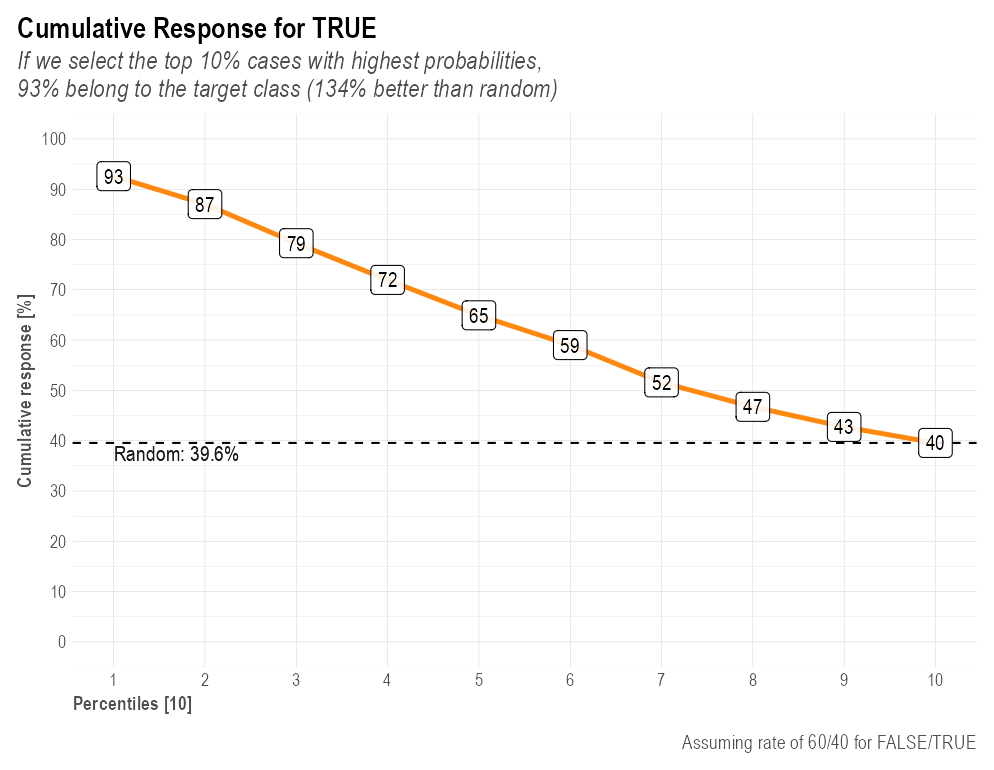 Cumulative Response for TRUE
If we select the top 10% cases with highest probabilities,
93% belong to the target class (134% better than random)
Cumulative response [%]
100
90
80
70
60
50
40
30
20
10
0
93
87
79
72
65
59
52
47
43
40
Random: 39.6%
1 2 3 4 5 6 7 8 9 10
Percentiles [10]
Assuming rate of 60/40 for FALSE/TRUE